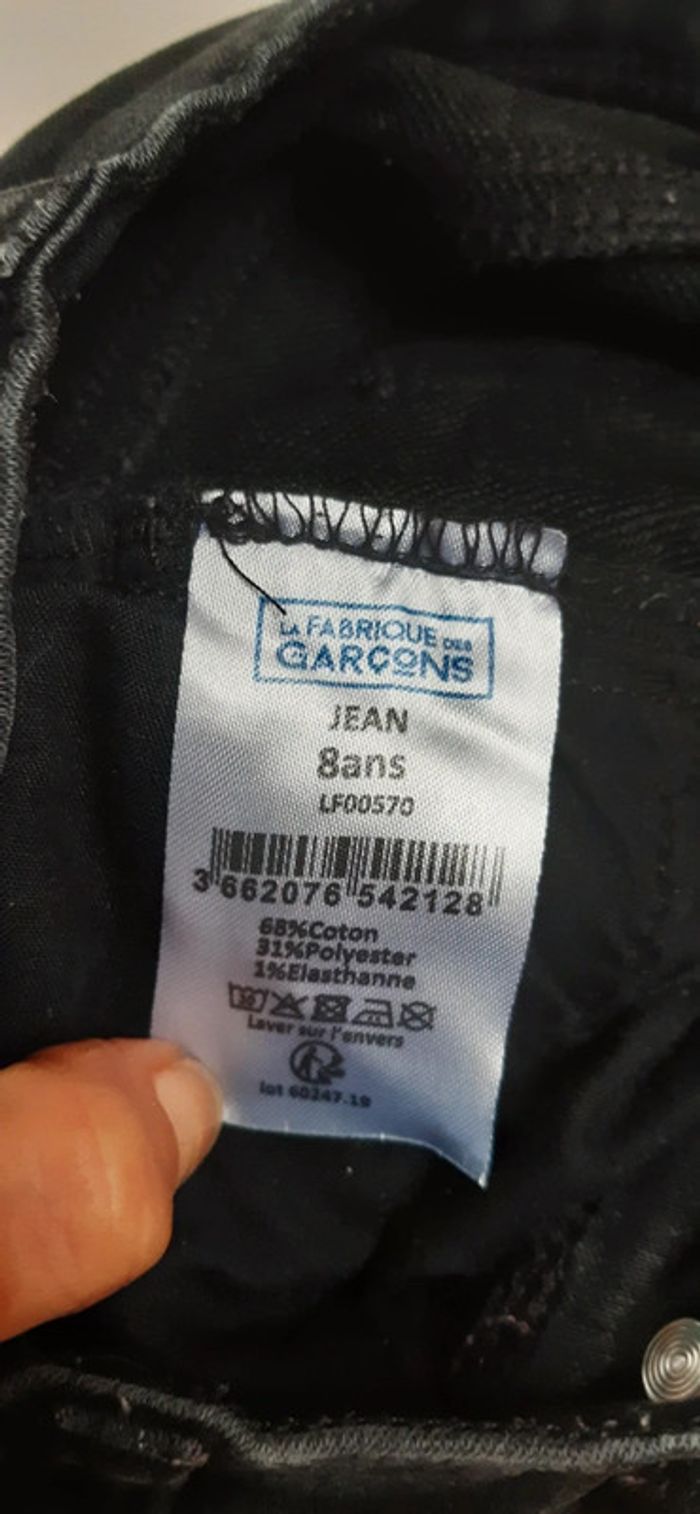 LA FABRIQUE DES
GARÇONS
JEAN
8ans
LF00570
3 662076 542128
68%Coton
31%Polyester
1%Elasthanne
30
Laver sur l'envers
lot 60247.19